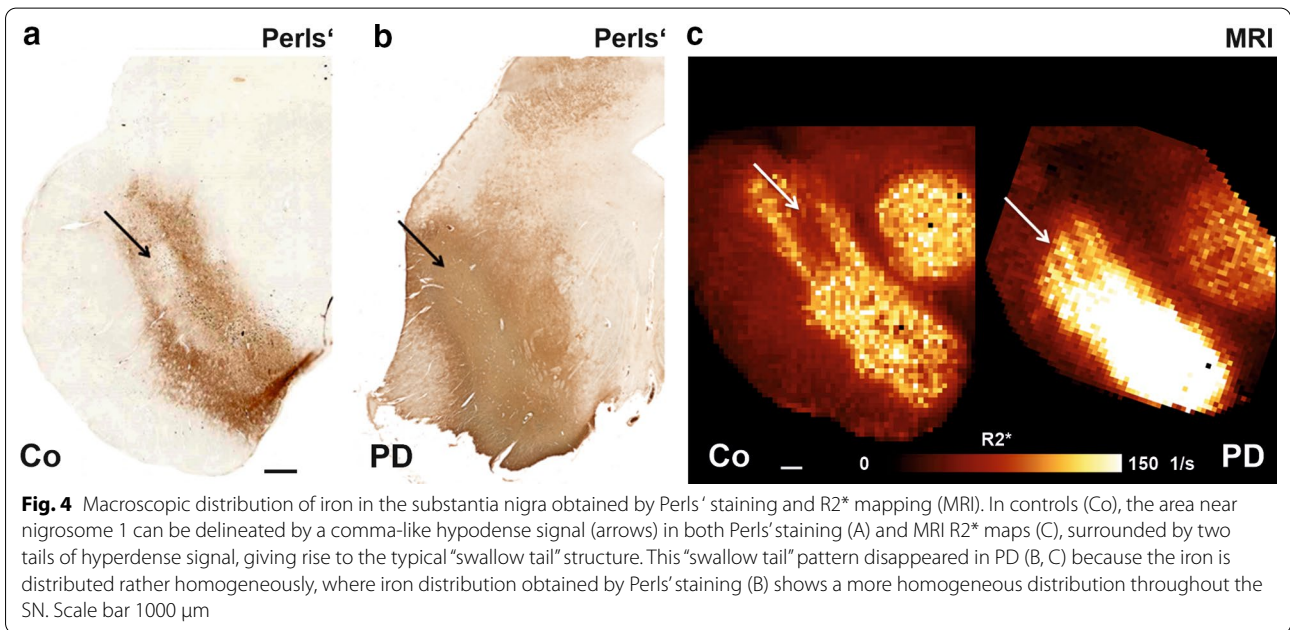 a Perls‘ b Perls‘ c MRI
Co PD Co R2* 0 150 1/s PD
Fig. 4 Macroscopic distribution of iron in the substantia nigra obtained by Perls‘ staining and R2* mapping (MRI). In controls (Co), the area near
nigrosome 1 can be delineated by a comma-like hypodense signal (arrows) in both Perls’ staining (A) and MRI R2* maps (C), surrounded by two
tails of hyperdense signal, giving rise to the typical “swallow tail” structure. This “swallow tail” pattern disappeared in PD (B, C) because the iron is
distributed rather homogeneously, where iron distribution obtained by Perls’ staining (B) shows a more homogeneous distribution throughout the
SN. Scale bar 1000 µm